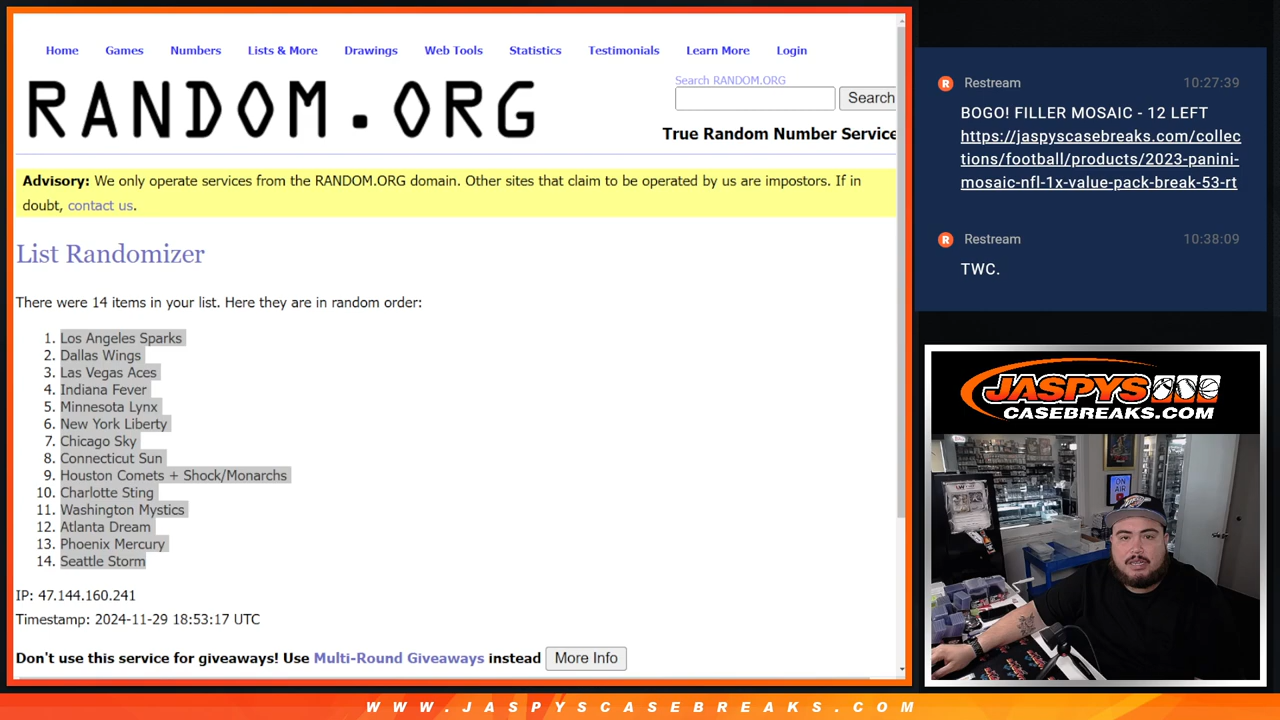 Home Games Numbers Lists & More Drawings Web Tools Statistics Testimonials Learn More Login
RANDOM.ORG
Search RANDOM.ORG
Search
True Random Number Service
Advisory: We only operate services from the RANDOM.ORG domain. Other sites that claim to be operated by us are impostors. If in
doubt, contact us.
List Randomizer
There were 14 items in your list. Here they are in random order:
1. Los Angeles Sparks
2. Dallas Wings
3. Las Vegas Aces
4. Indiana Fever
5. Minnesota Lynx
6. New York Liberty
7. Chicago Sky
8. Connecticut Sun
9. Houston Comets + Shock/Monarchs
10. Charlotte Sting
11. Washington Mystics
12. Atlanta Dream
13. Phoenix Mercury
14. Seattle Storm
IP: 47.144.160.241
Timestamp: 2024-11-29 18:53:17 UTC
Don't use this service for giveaways! Use Multi-Round Giveaways instead More Info
R Restream 10:27:39
BOGO! FILLER MOSAIC - 12 LEFT
https://jaspyscasebreaks.com/collec
tions/football/products/2023-panini-
mosaic-nfl-1x-value-pack-break-53-rt
R Restream 10:38:09
TWC.
JASPYS
CASEBREAKS.COM
ON
AIR
WWW.JASPYSCASEBREAKS.COM